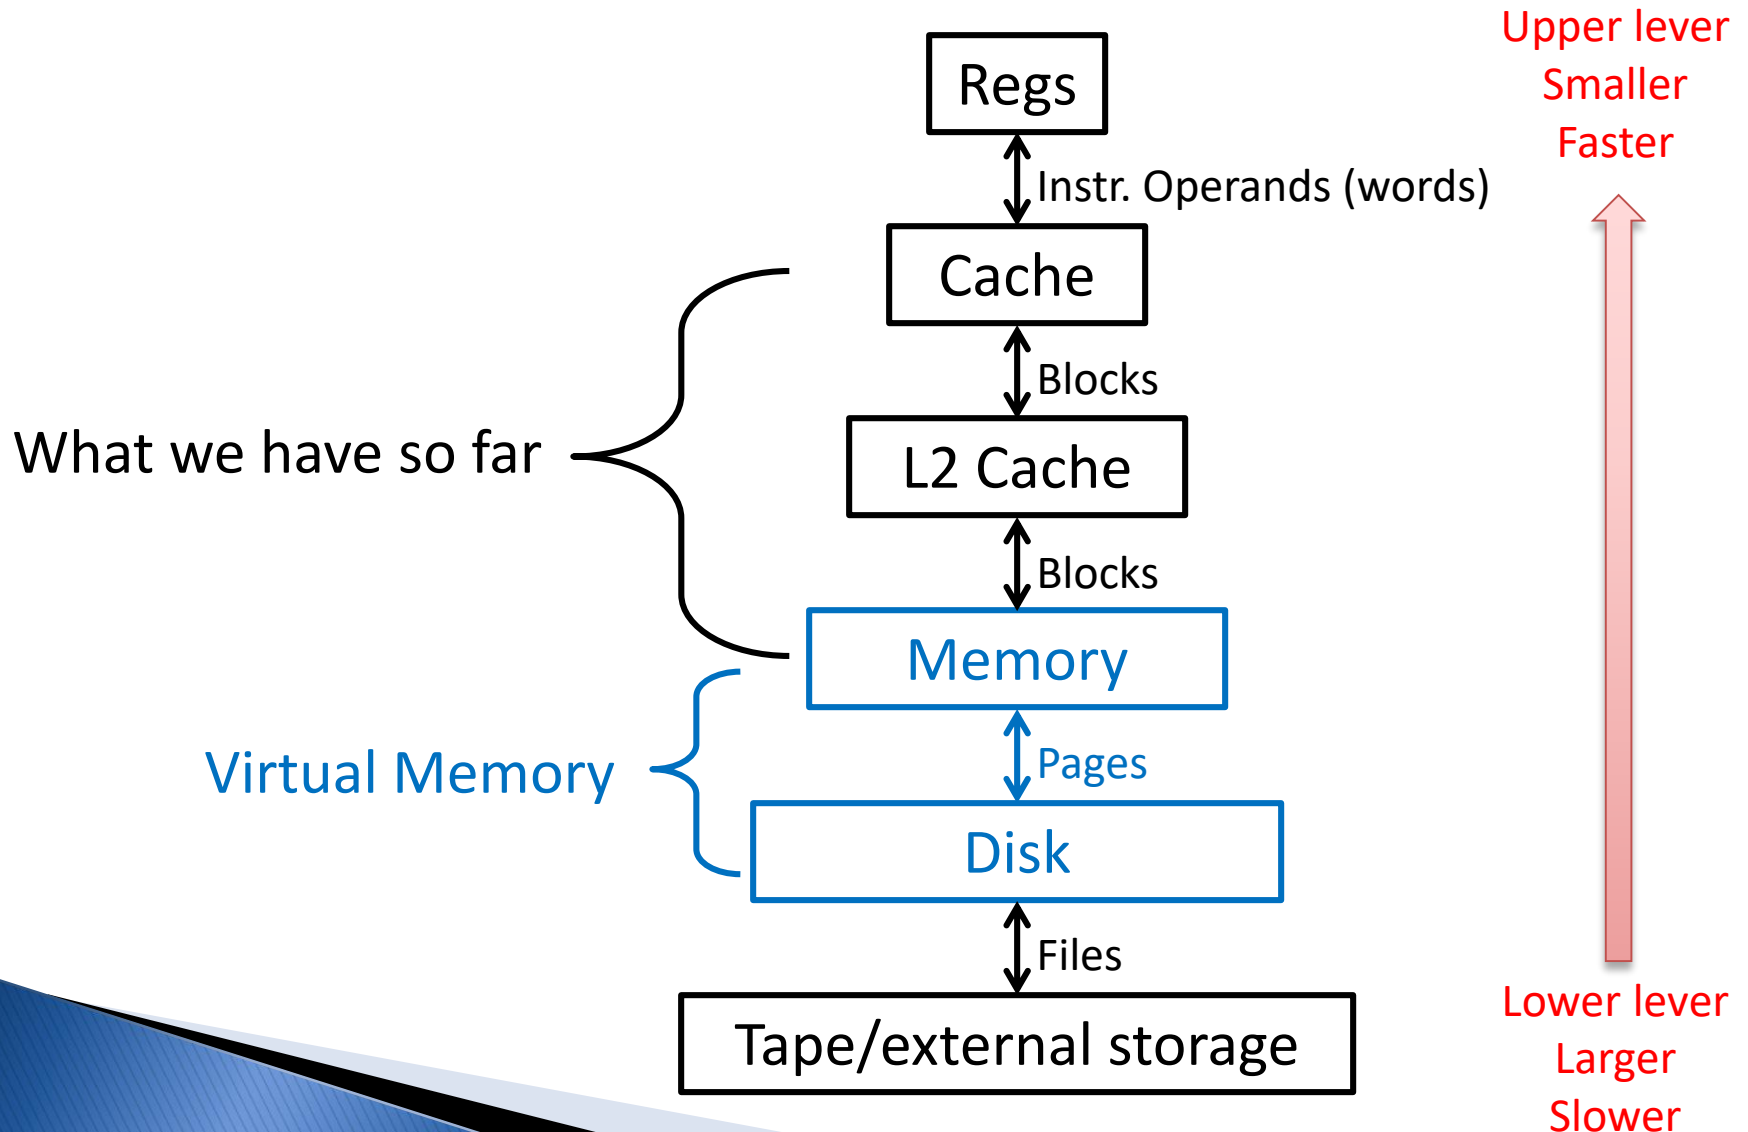 Upper lever
Smaller
Faster
Regs
Instr. Operands (words)
Cache
Blocks
What we have so far
L2 Cache
Blocks
Memory
Virtual Memory
Pages
Disk
Files
Tape/external storage
Lower lever
Larger
Slower